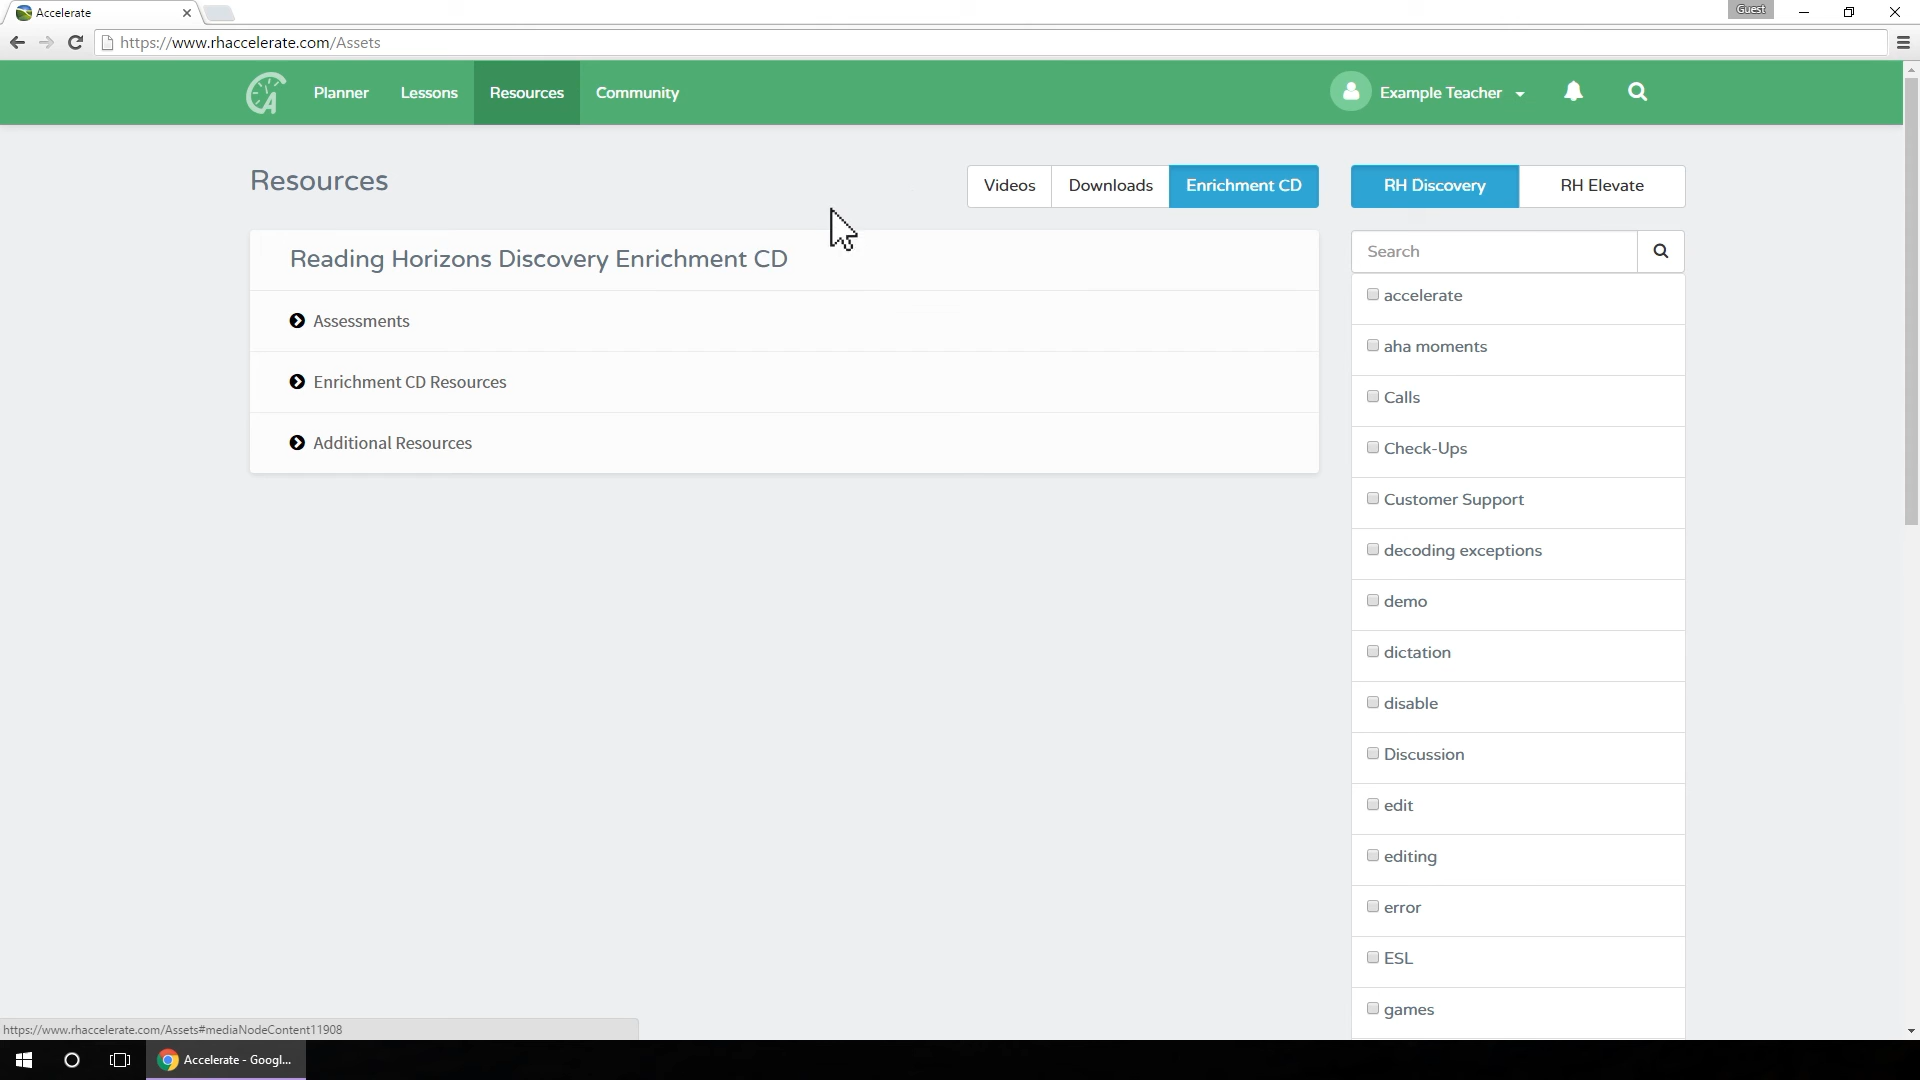 Accelerate
Guest
https://www.rhaccelerate.com/Assets
Planner
Lessons
Resources
Community
Example Teacher
Resources
Videos
Downloads
Enrichment CD
RH Discovery
RH Elevate
Reading Horizons Discovery Enrichment CD
Assessments
Enrichment CD Resources
Additional Resources
Search
accelerate
aha moments
Calls
Check-Ups
Customer Support
decoding exceptions
demo
dictation
disable
Discussion
edit
editing
error
ESL
games
https://www.rhaccelerate.com/Assets#mediaNodeContent11908
Accelerate - Googl...